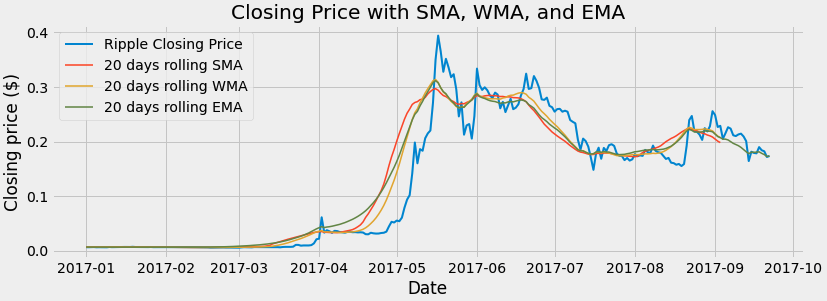 Closing Price with SMA, WMA, and EMA
Closing price ($)
0.4
0.3
0.2
0.1
0.0
Ripple Closing Price
20 days rolling SMA
20 days rolling WMA
20 days rolling EMA
2017-01 2017-02 2017-03 2017-04 2017-05 2017-06 2017-07 2017-08 2017-09 2017-10
Date